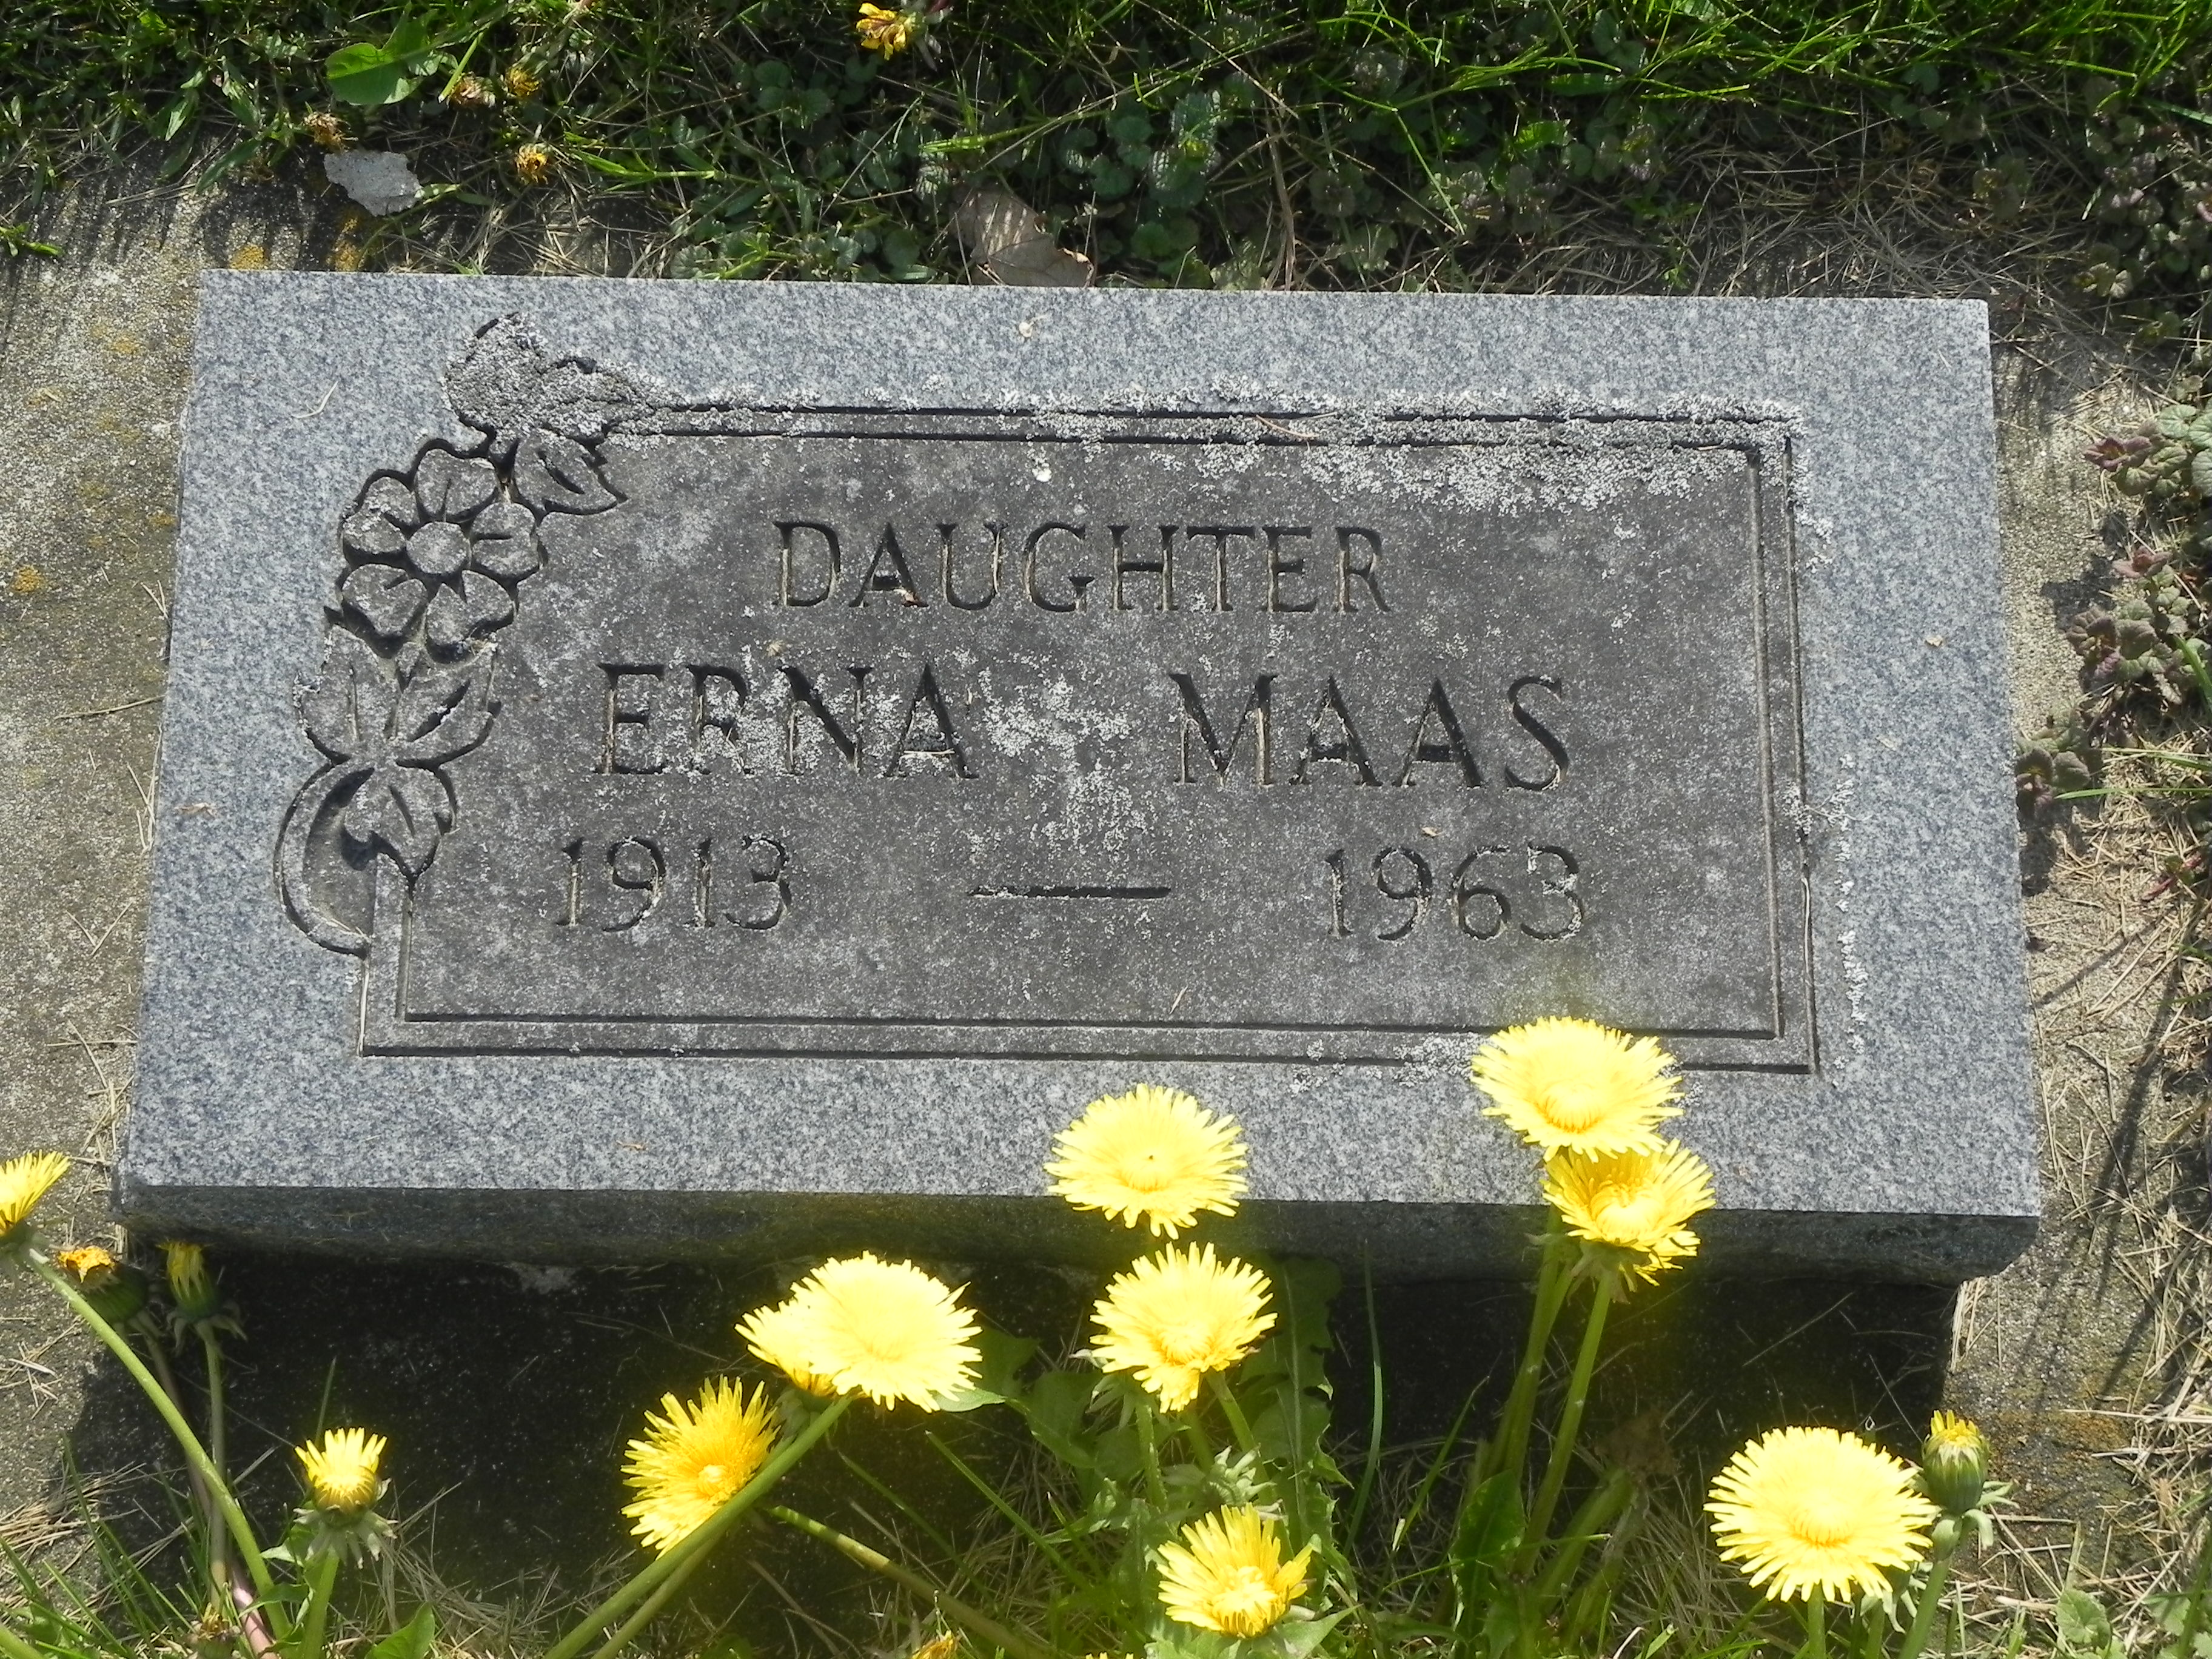 DAUGHTER
ERNA MAAS
1913 — 1963